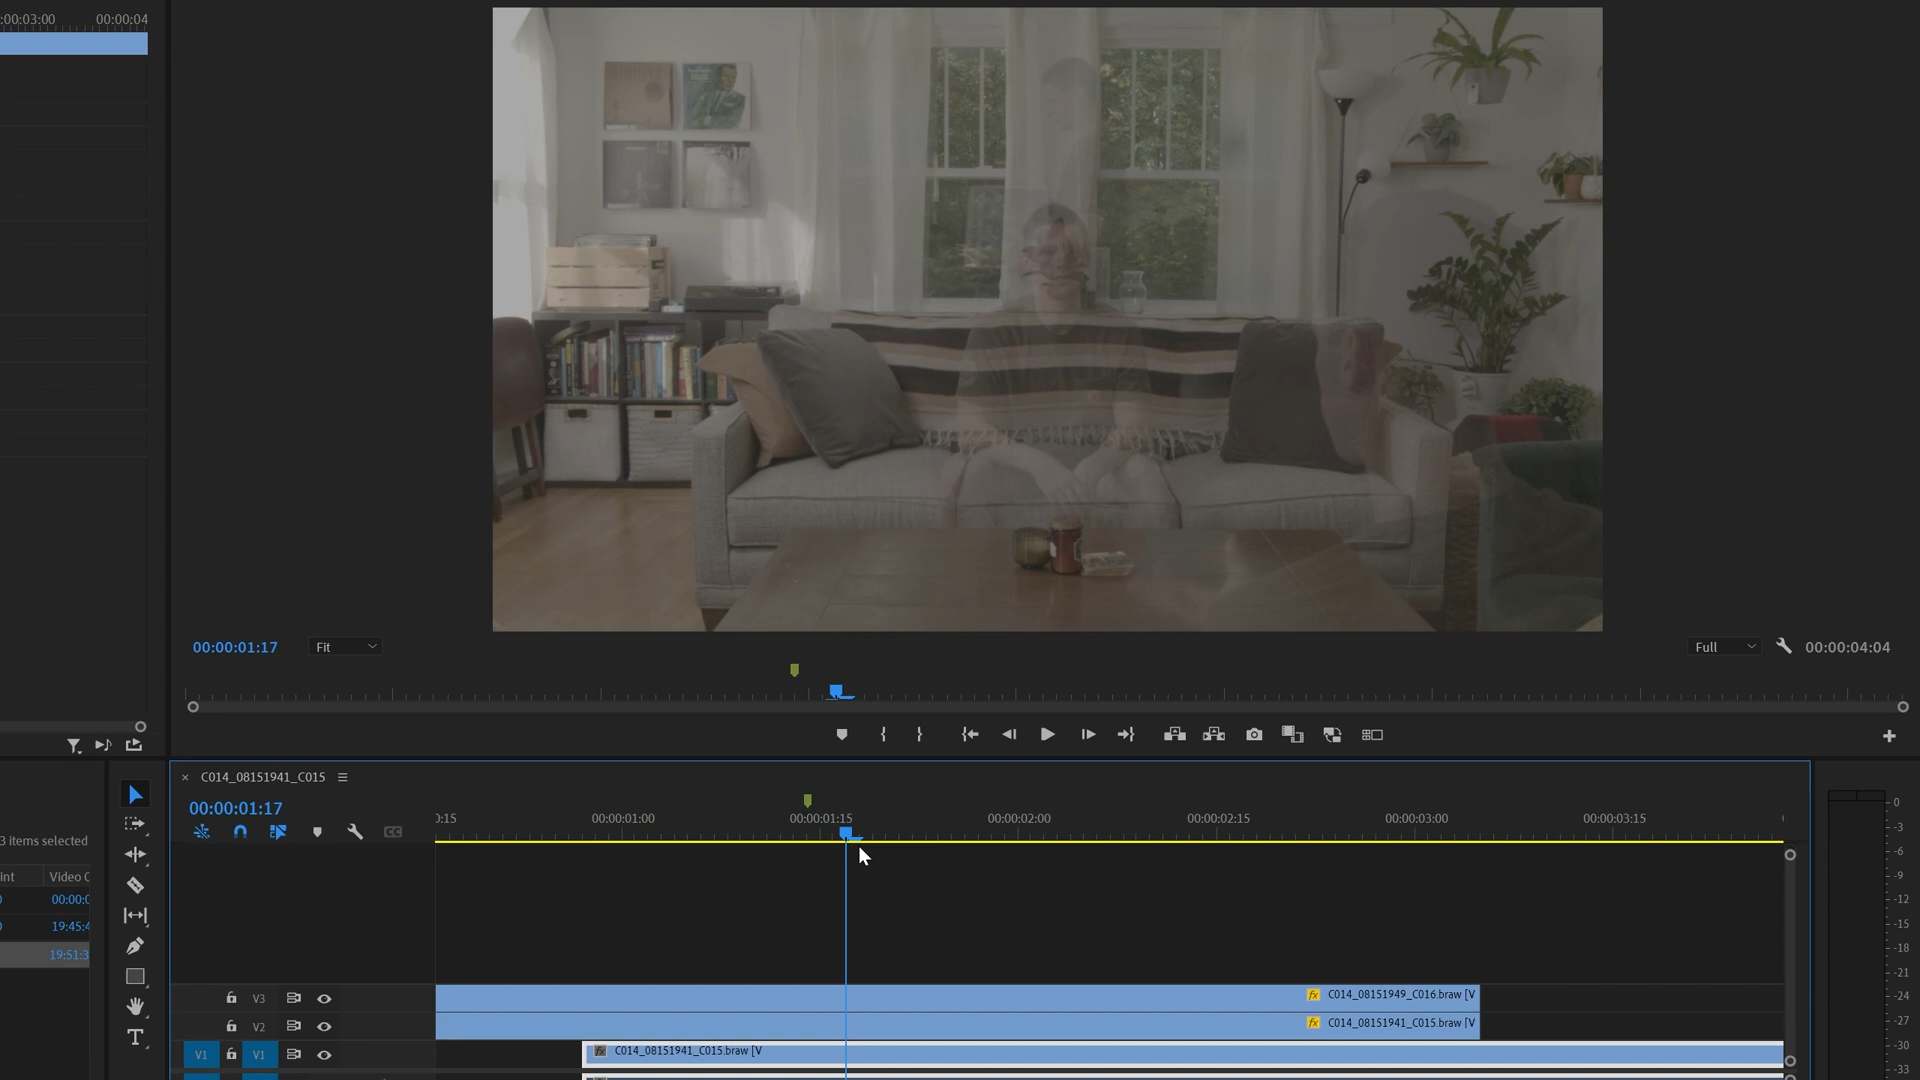 :00:03:00
00:00:04
00:00:01:17
Fit
Full
00:00:04:04
C014_08151941_C015
00:00:01:17
0:15
00:00:01:00
00:00:01:15
00:00:02:00
00:00:02:15
00:00:03:00
00:00:03:15
3 items selected
int
Video C
00:00:0
19:45:4
19:51:3
T
V3
V2
V1
V1
fx C014_08151949_C016.braw [V
fx C014_08151941_C015.braw [V
fx C014_08151941_C015.braw [V
0
-3
-6
-9
-12
-15
-18
-21
-24
-27
-30
-33